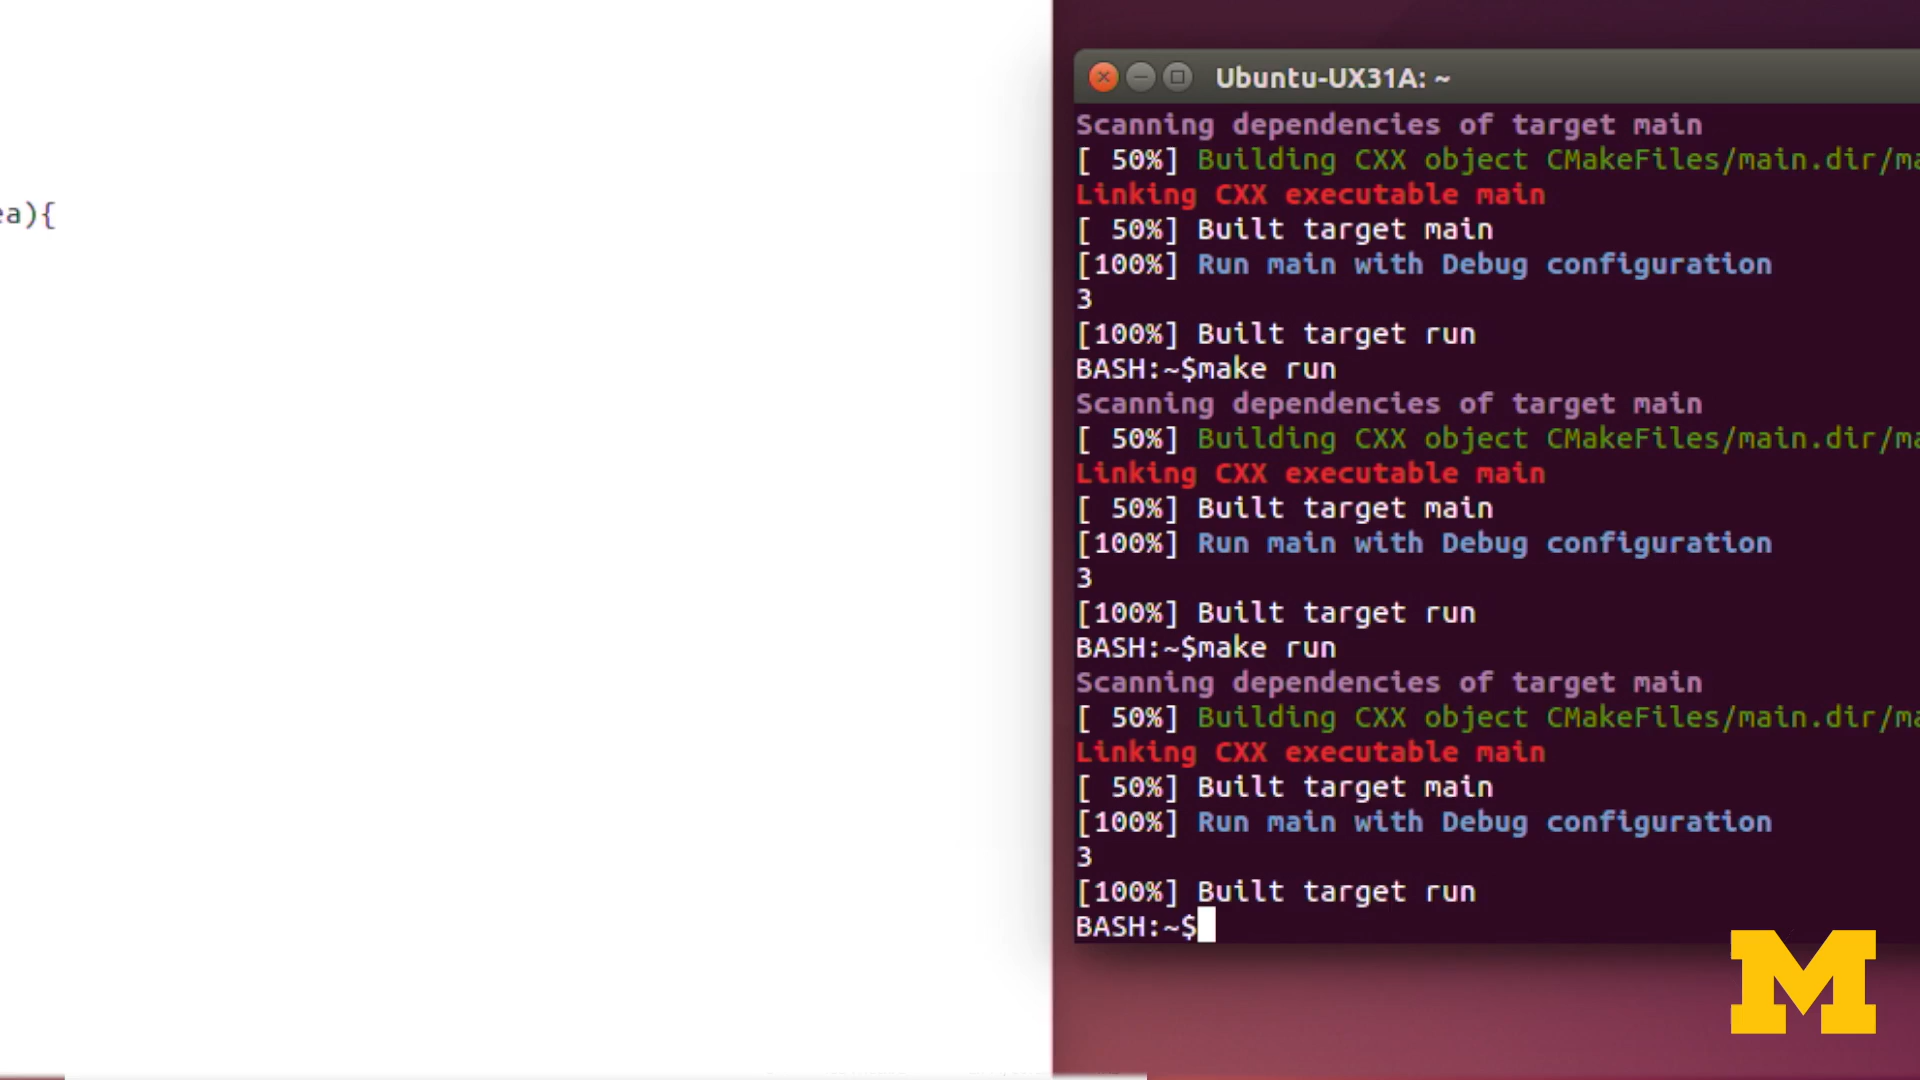 ea){
Ubuntu-UX31A: ~
Scanning dependencies of target main
[ 50%] Building CXX object CMakeFiles/main.dir/ma
Linking CXX executable main
[ 50%] Built target main
[100%] Run main with Debug configuration
3
[100%] Built target run
BASH:~$make run
Scanning dependencies of target main
[ 50%] Building CXX object CMakeFiles/main.dir/ma
Linking CXX executable main
[ 50%] Built target main
[100%] Run main with Debug configuration
3
[100%] Built target run
BASH:~$make run
Scanning dependencies of target main
[ 50%] Building CXX object CMakeFiles/main.dir/ma
Linking CXX executable main
[ 50%] Built target main
[100%] Run main with Debug configuration
3
[100%] Built target run
BASH:~$
M